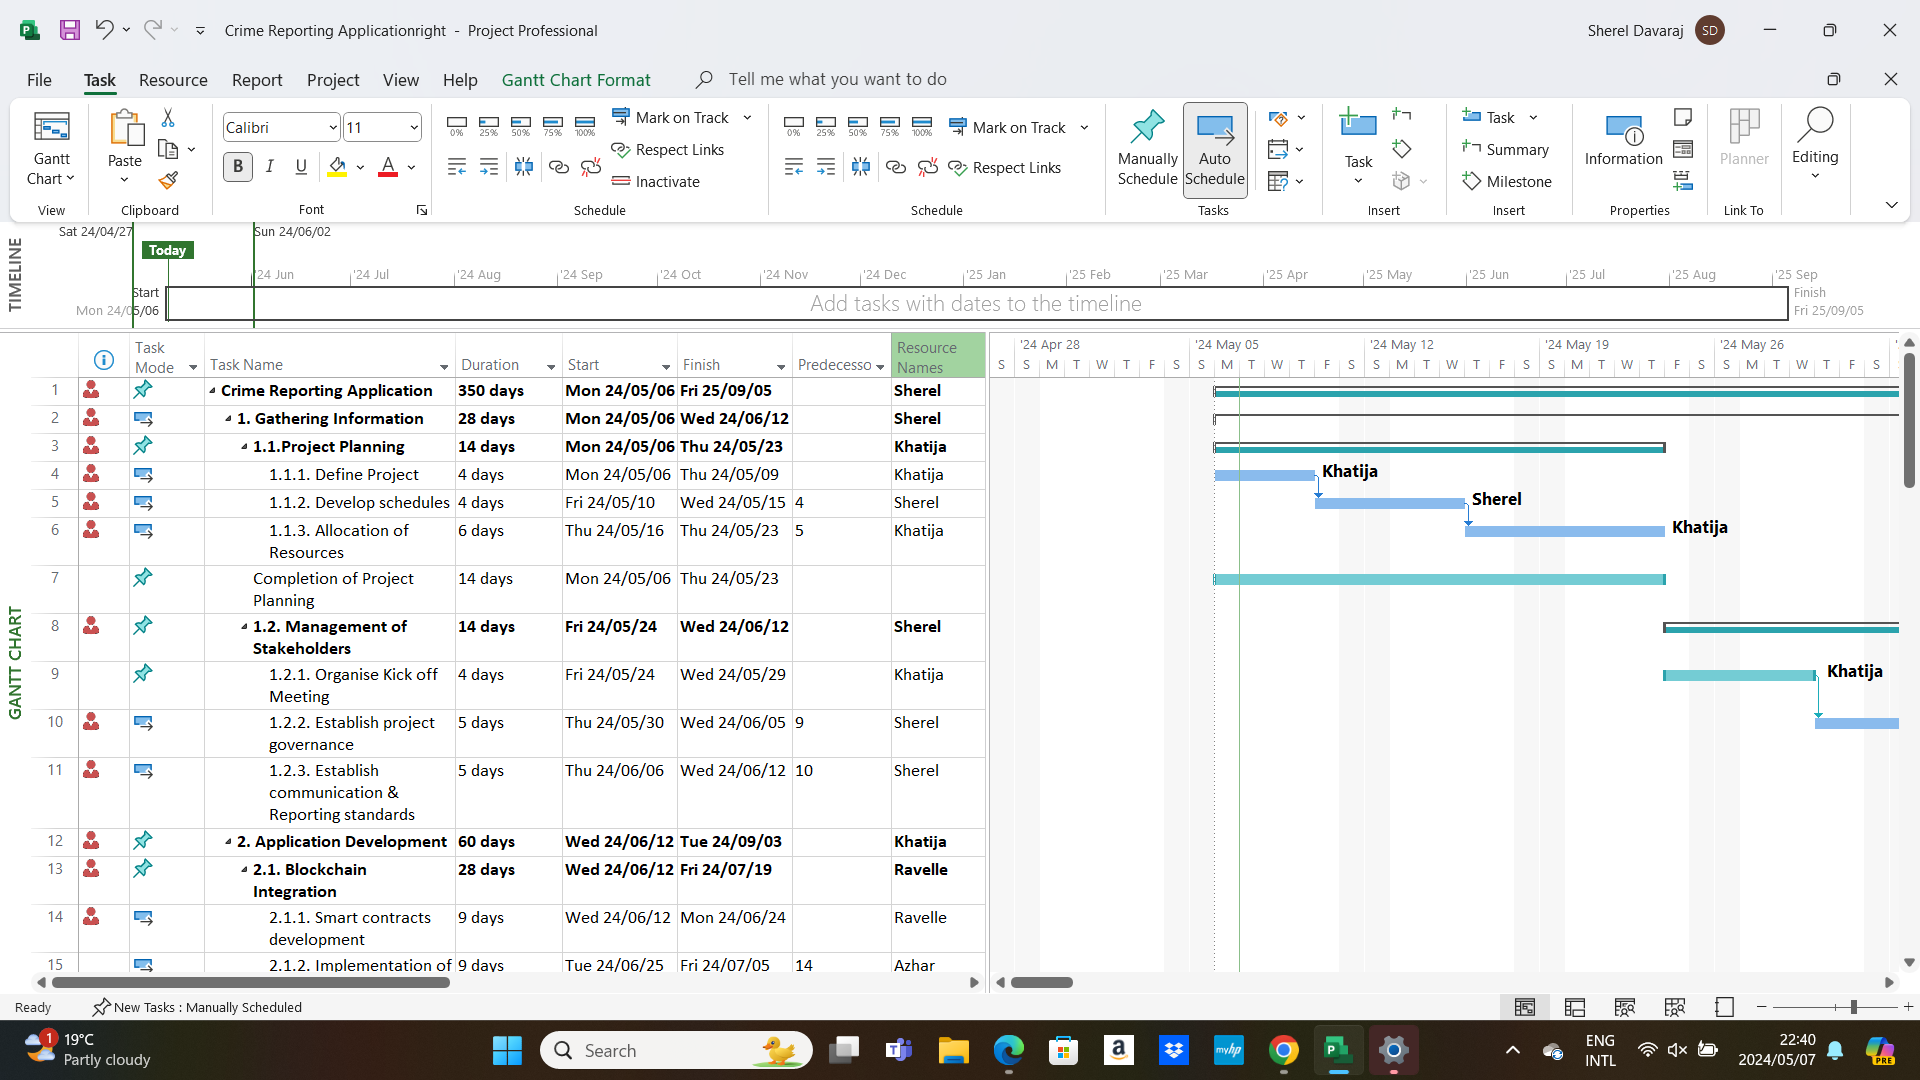 Crime Reporting Applicationright - Project Professional
Sherel Davaraj SD
File Task Resource Report Project View Help Gantt Chart Format Tell me what you want to do
Gantt Chart
View
Paste
Clipboard
Calibri 11
B I U A
Font
0% 25% 50% 75% 100%
Mark on Track
Respect Links
Inactivate
Schedule
0% 25% 50% 75% 100%
Mark on Track
Respect Links
Schedule
Manually Schedule
Auto Schedule
Tasks
Task
Insert
Task
Summary
Milestone
Insert
Information
Properties
Planner
Link To
Editing
TIMELINE
Sat 24/04/27 Sun 24/06/02
Today
'24 Jun '24 Jul '24 Aug '24 Sep '24 Oct '24 Nov '24 Dec '25 Jan '25 Feb '25 Mar '25 Apr '25 May '25 Jun '25 Jul '25 Aug '25 Sep
Start
Mon 24/05/06
Add tasks with dates to the timeline
Finish
Fri 25/09/05
GANTT CHART
Task Mode Task Name Duration Start Finish Predecesso Resource Names
'24 Apr 28 '24 May 05 '24 May 12 '24 May 19 '24 May 26
S S M T W T F S S M T W T F S S M T W T F S S M T W T F S S M T W T F S
1 Crime Reporting Application 350 days Mon 24/05/06 Fri 25/09/05 Sherel
2 1. Gathering Information 28 days Mon 24/05/06 Wed 24/06/12 Sherel
3 1.1.Project Planning 14 days Mon 24/05/06 Thu 24/05/23 Khatija
4 1.1.1. Define Project 4 days Mon 24/05/06 Thu 24/05/09 Khatija
Khatija
5 1.1.2. Develop schedules 4 days Fri 24/05/10 Wed 24/05/15 4 Sherel
Sherel
6 1.1.3. Allocation of Resources 6 days Thu 24/05/16 Thu 24/05/23 5 Khatija
Khatija
7 Completion of Project Planning 14 days Mon 24/05/06 Thu 24/05/23
8 1.2. Management of Stakeholders 14 days Fri 24/05/24 Wed 24/06/12 Sherel
9 1.2.1. Organise Kick off Meeting 4 days Fri 24/05/24 Wed 24/05/29 Khatija
Khatija
10 1.2.2. Establish project governance 5 days Thu 24/05/30 Wed 24/06/05 9 Sherel
11 1.2.3. Establish communication & Reporting standards 5 days Thu 24/06/06 Wed 24/06/12 10 Sherel
12 2. Application Development 60 days Wed 24/06/12 Tue 24/09/03 Khatija
13 2.1. Blockchain Integration 28 days Wed 24/06/12 Fri 24/07/19 Ravelle
14 2.1.1. Smart contracts development 9 days Wed 24/06/12 Mon 24/06/24 Ravelle
15 2.1.2. Implementation of 9 days Tue 24/06/25 Fri 24/07/05 14 Azhar
Ready New Tasks : Manually Scheduled
1
19°C
Partly cloudy
Search
a
myhp
PRE
ENG
INTL
22:40
2024/05/07